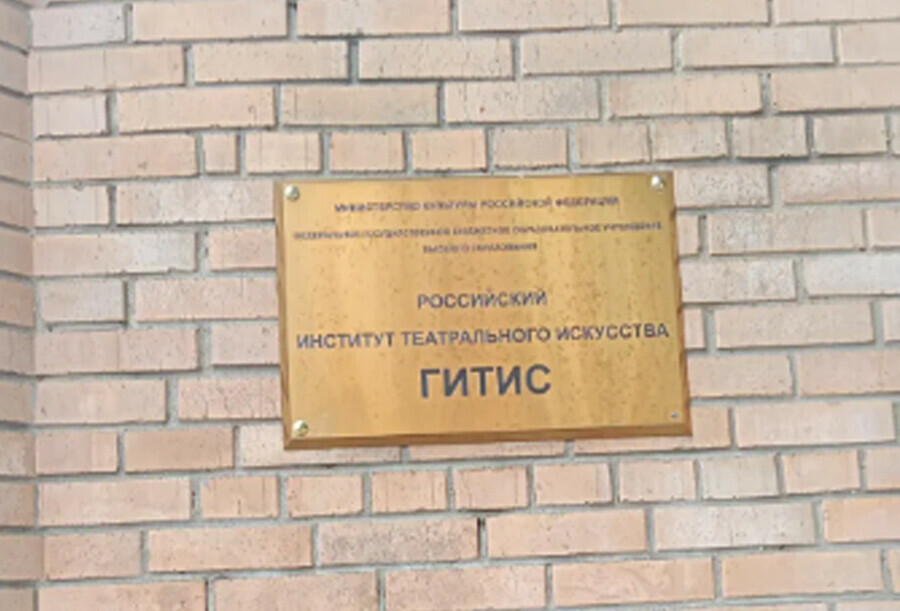 МИНИСТЕРСТВО КУЛЬТУРЫ РОССИЙСКОЙ ФЕДЕРАЦИИ
ФЕДЕРАЛЬНОЕ ГОСУДАРСТВЕННОЕ БЮДЖЕТНОЕ ОБРАЗОВАТЕЛЬНОЕ УЧРЕЖДЕНИЕ
ВЫСШЕГО ОБРАЗОВАНИЯ
РОССИЙСКИЙ
ИНСТИТУТ ТЕАТРАЛЬНОГО ИСКУССТВА
ГИТИС